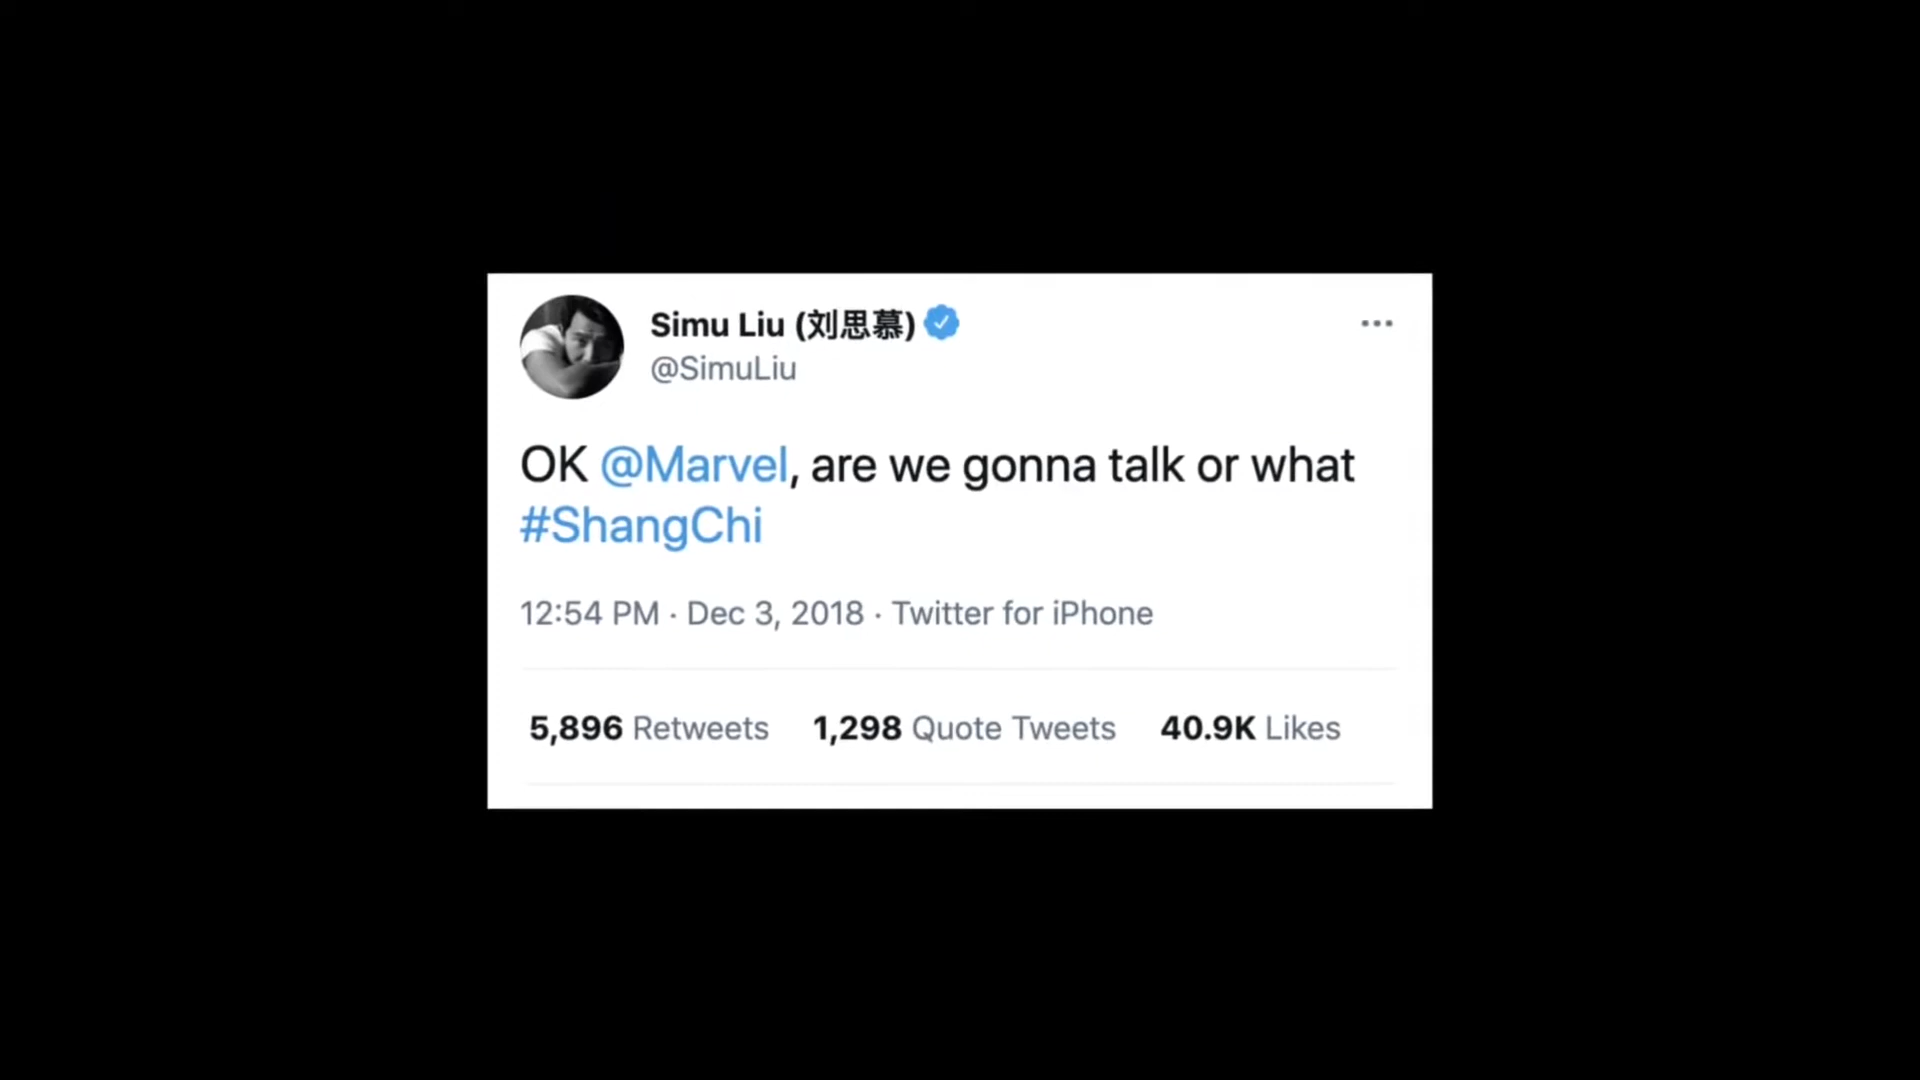 Simu Liu (刘思慕)
@SimuLiu
OK @Marvel, are we gonna talk or what
#ShangChi
12:54 PM · Dec 3, 2018 · Twitter for iPhone
5,896 Retweets 1,298 Quote Tweets 40.9K Likes